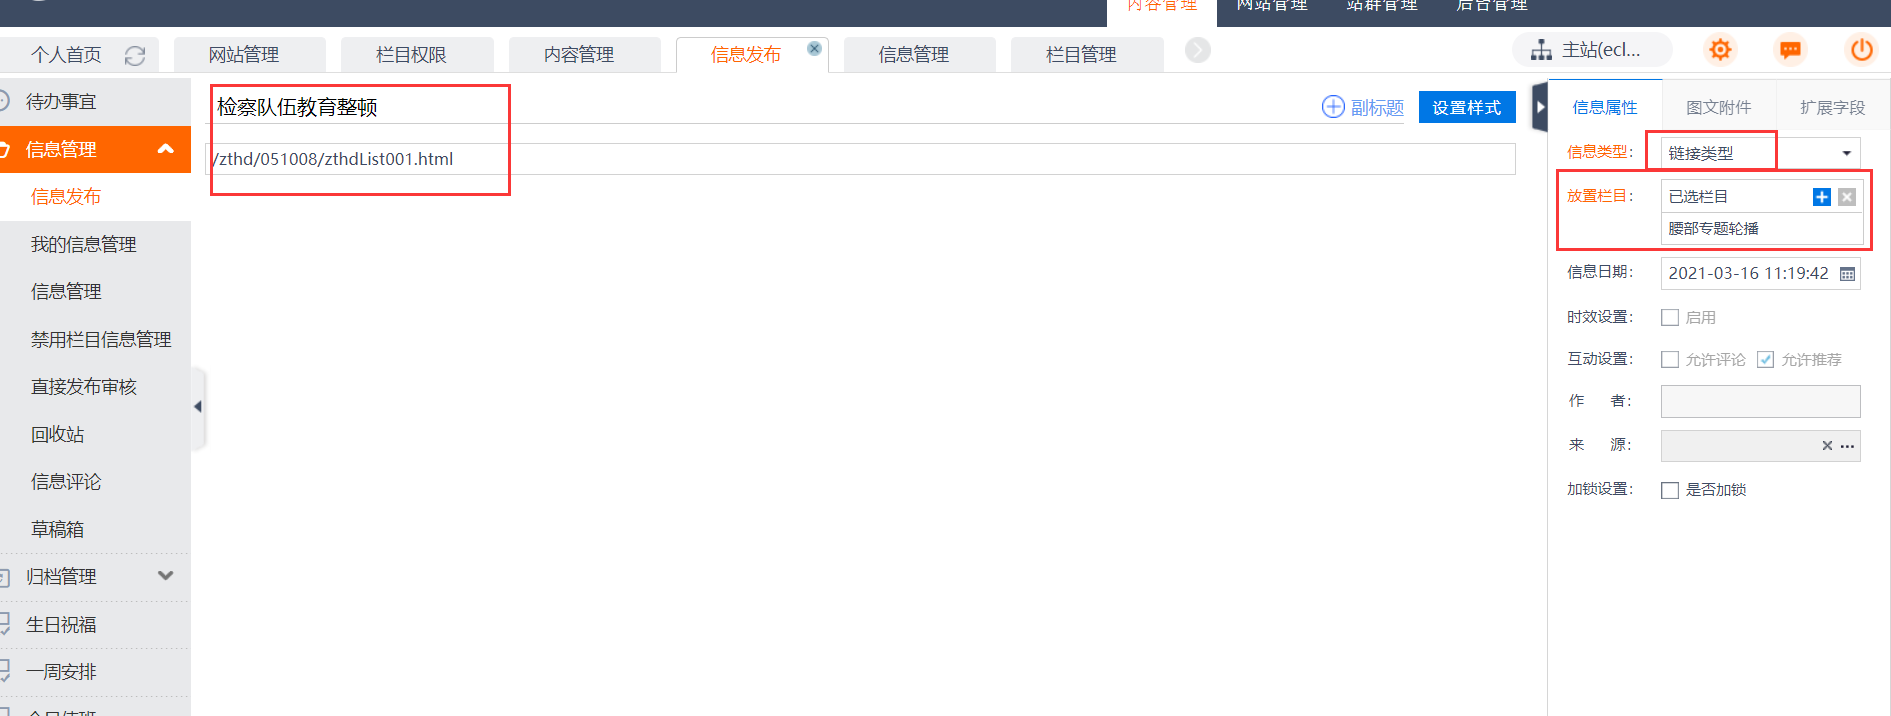 内容管理 网站管理 站群管理 后台管理
个人首页 网站管理 栏目权限 内容管理 信息发布 信息管理 栏目管理 主站(ecl...
待办事宜
信息管理
信息发布
我的信息管理
信息管理
禁用栏目信息管理
直接发布审核
回收站
信息评论
草稿箱
归档管理
生日祝福
一周安排
今日值班
检察队伍教育整顿
副标题 设置样式
/zthd/051008/zthdList001.html
信息属性 图文附件 扩展字段
信息类型： 链接类型
放置栏目： 已选栏目
腰部专题轮播
信息日期： 2021-03-16 11:19:42
时效设置： 启用
互动设置： 允许评论 允许推荐
作 者：
来 源：
加锁设置： 是否加锁